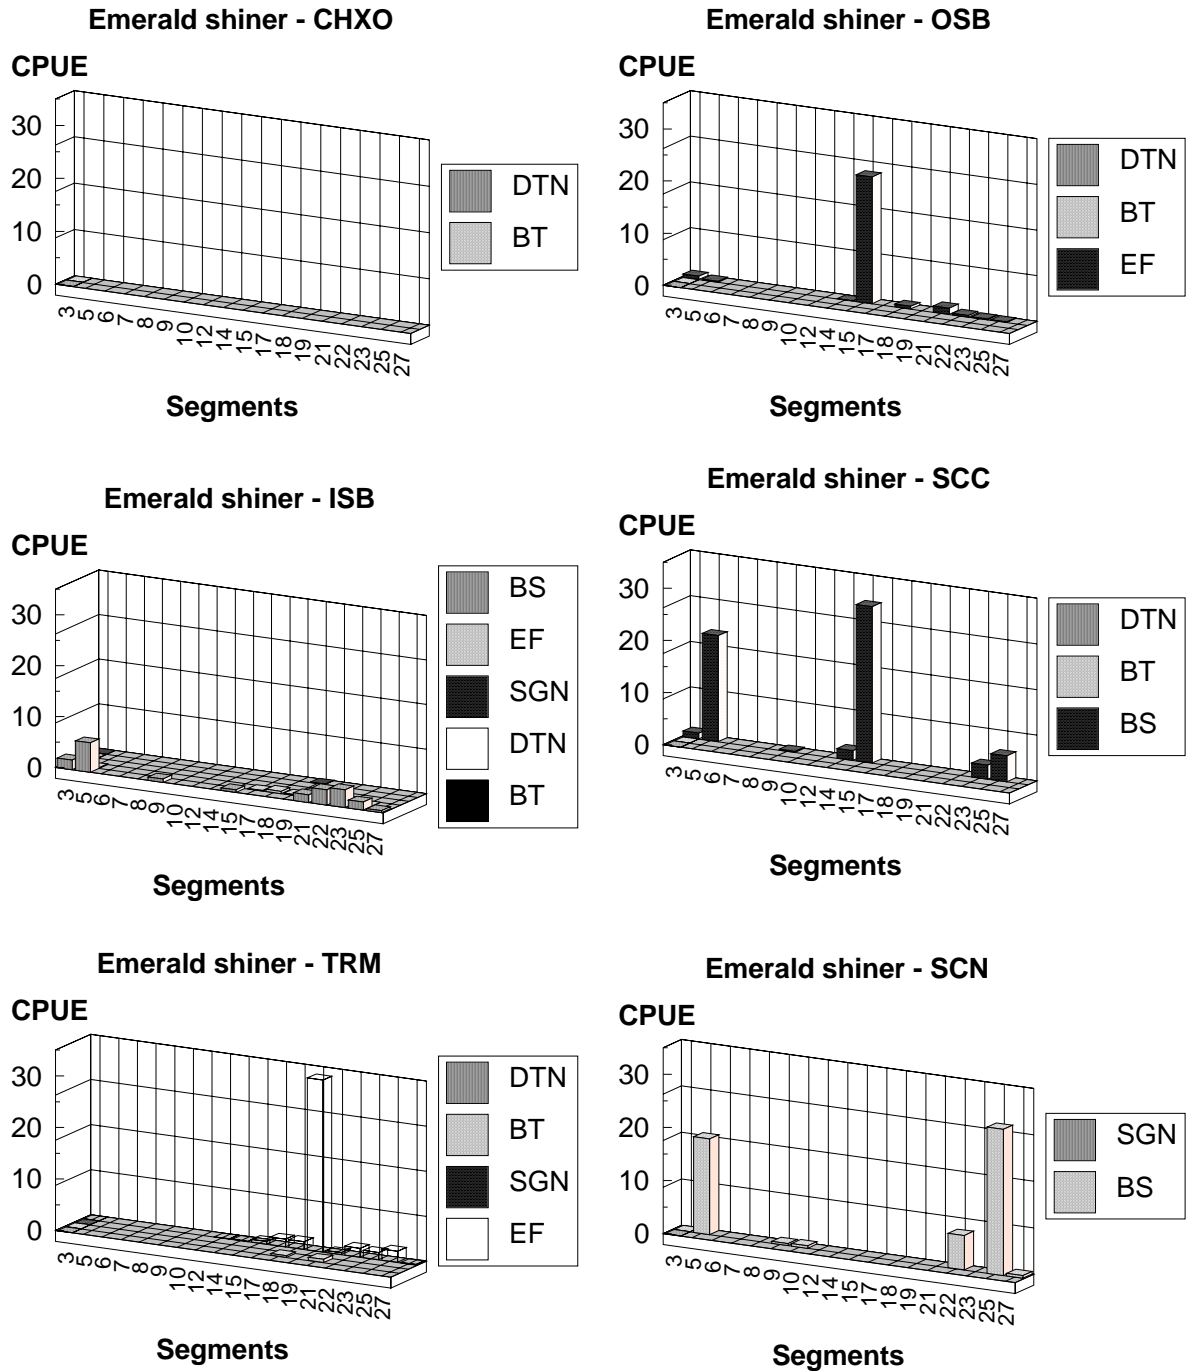 Emerald shiner - CHXO
CPUE
30
20
10
0
3 5 6 7 8 9 10 12 14 15 17 18 19 21 22 23 25 27
Segments
DTN
BT
Emerald shiner - OSB
CPUE
30
20
10
0
3 5 6 7 8 9 10 12 14 15 17 18 19 21 22 23 25 27
Segments
DTN
BT
EF
Emerald shiner - ISB
CPUE
30
20
10
0
3 5 6 7 8 9 10 12 14 15 17 18 19 21 22 23 25 27
Segments
BS
EF
SGN
DTN
BT
Emerald shiner - SCC
CPUE
30
20
10
0
3 5 6 7 8 9 10 12 14 15 17 18 19 21 22 23 25 27
Segments
DTN
BT
BS
Emerald shiner - TRM
CPUE
30
20
10
0
3 5 6 7 8 9 10 12 14 15 17 18 19 21 22 23 25 27
Segments
DTN
BT
SGN
EF
Emerald shiner - SCN
CPUE
30
20
10
0
3 5 6 7 8 9 10 12 14 15 17 18 19 21 22 23 25 27
Segments
SGN
BS